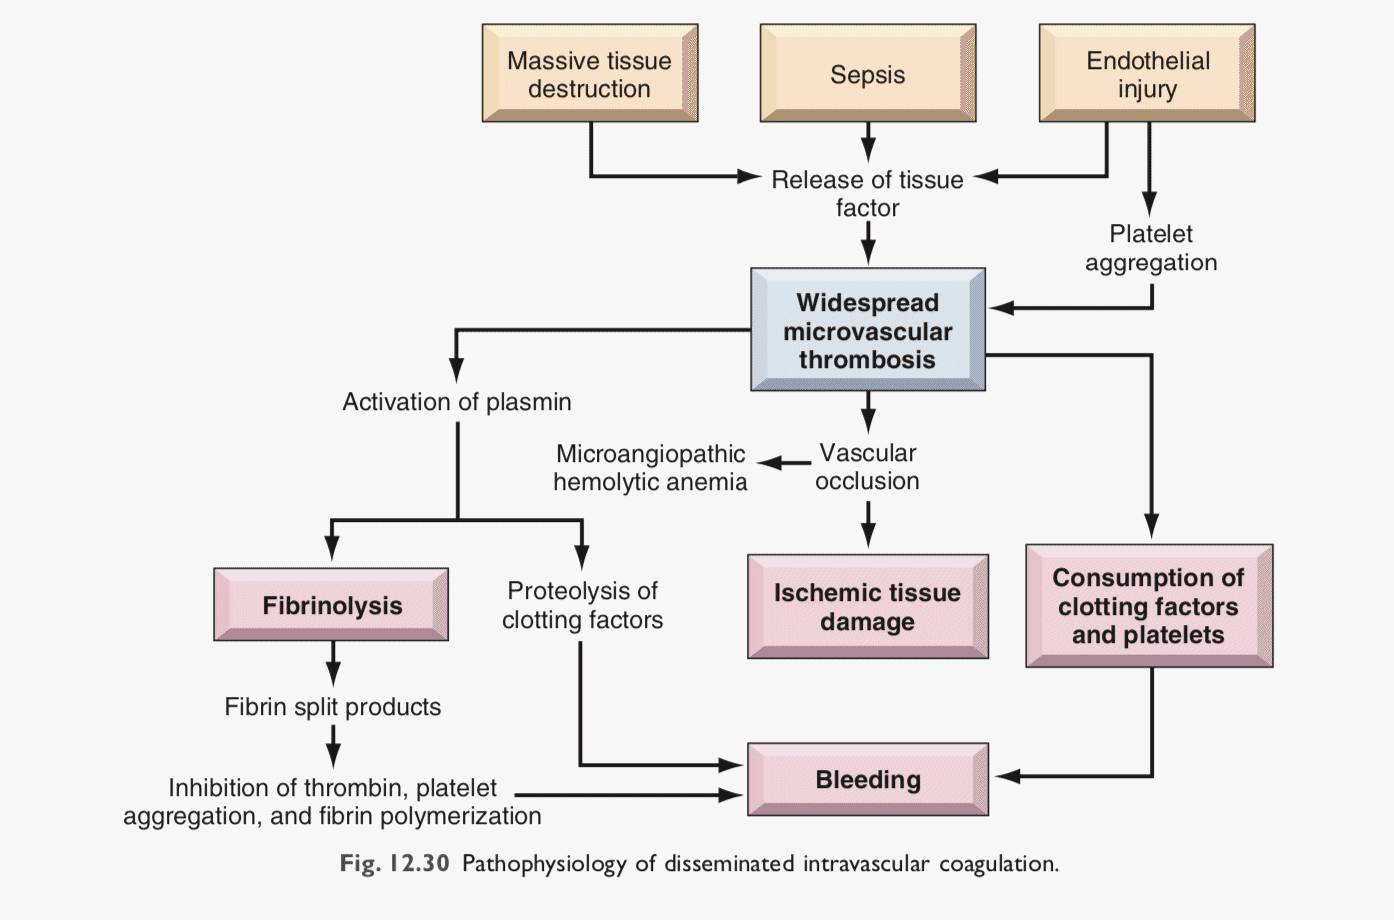 Massive tissue
destruction
Sepsis
Endothelial
injury
Release of tissue
factor
Platelet
aggregation
Widespread
microvascular
thrombosis
Activation of plasmin
Microangiopathic
hemolytic anemia
Vascular
occlusion
Fibrinolysis
Proteolysis of
clotting factors
Ischemic tissue
damage
Consumption of
clotting factors
and platelets
Fibrin split products
Inhibition of thrombin, platelet
aggregation, and fibrin polymerization
Bleeding
Fig. 12.30 Pathophysiology of disseminated intravascular coagulation.